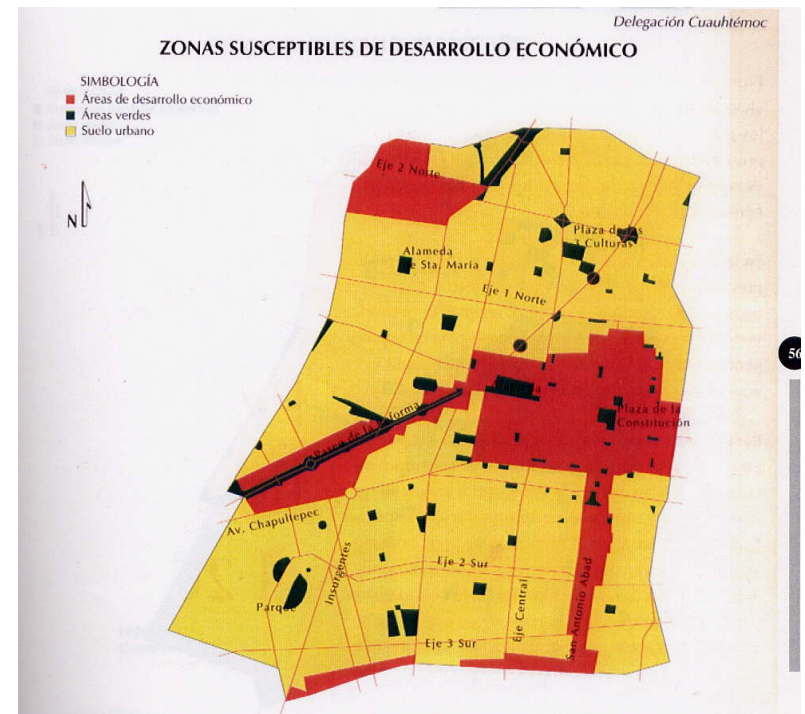 Delegación Cuauhtémoc
ZONAS SUSCEPTIBLES DE DESARROLLO ECONÓMICO
SIMBOLOGÍA
Áreas de desarrollo económico
Áreas verdes
Suelo urbano
N
Eje 2 Norte
Plaza de las
3 Culturas
Alameda
de Sta. María
Eje 1 Norte
56
Plaza de la
Constitución
Paseo de la Reforma
Av. Chapultepec
Insurgentes
Eje 2 Sur
Parque
Eje Central
San Antonio Abad
Eje 3 Sur